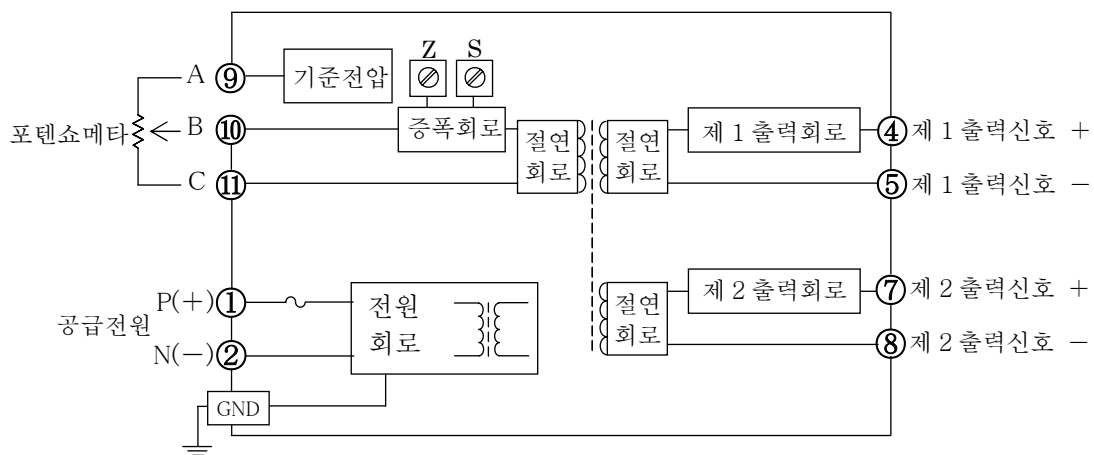 Z S
A ⑨ 기준전압
포텐쇼메타 B ⑩ 증폭회로 절연회로 절연회로 제 1 출력회로 ④ 제 1 출력신호 +
C ⑪ ⑤ 제 1 출력신호 −
공급전원 P(+) ① 전원회로 절연회로 제 2 출력회로 ⑦ 제 2 출력신호 +
N(−) ② ⑧ 제 2 출력신호 −
GND